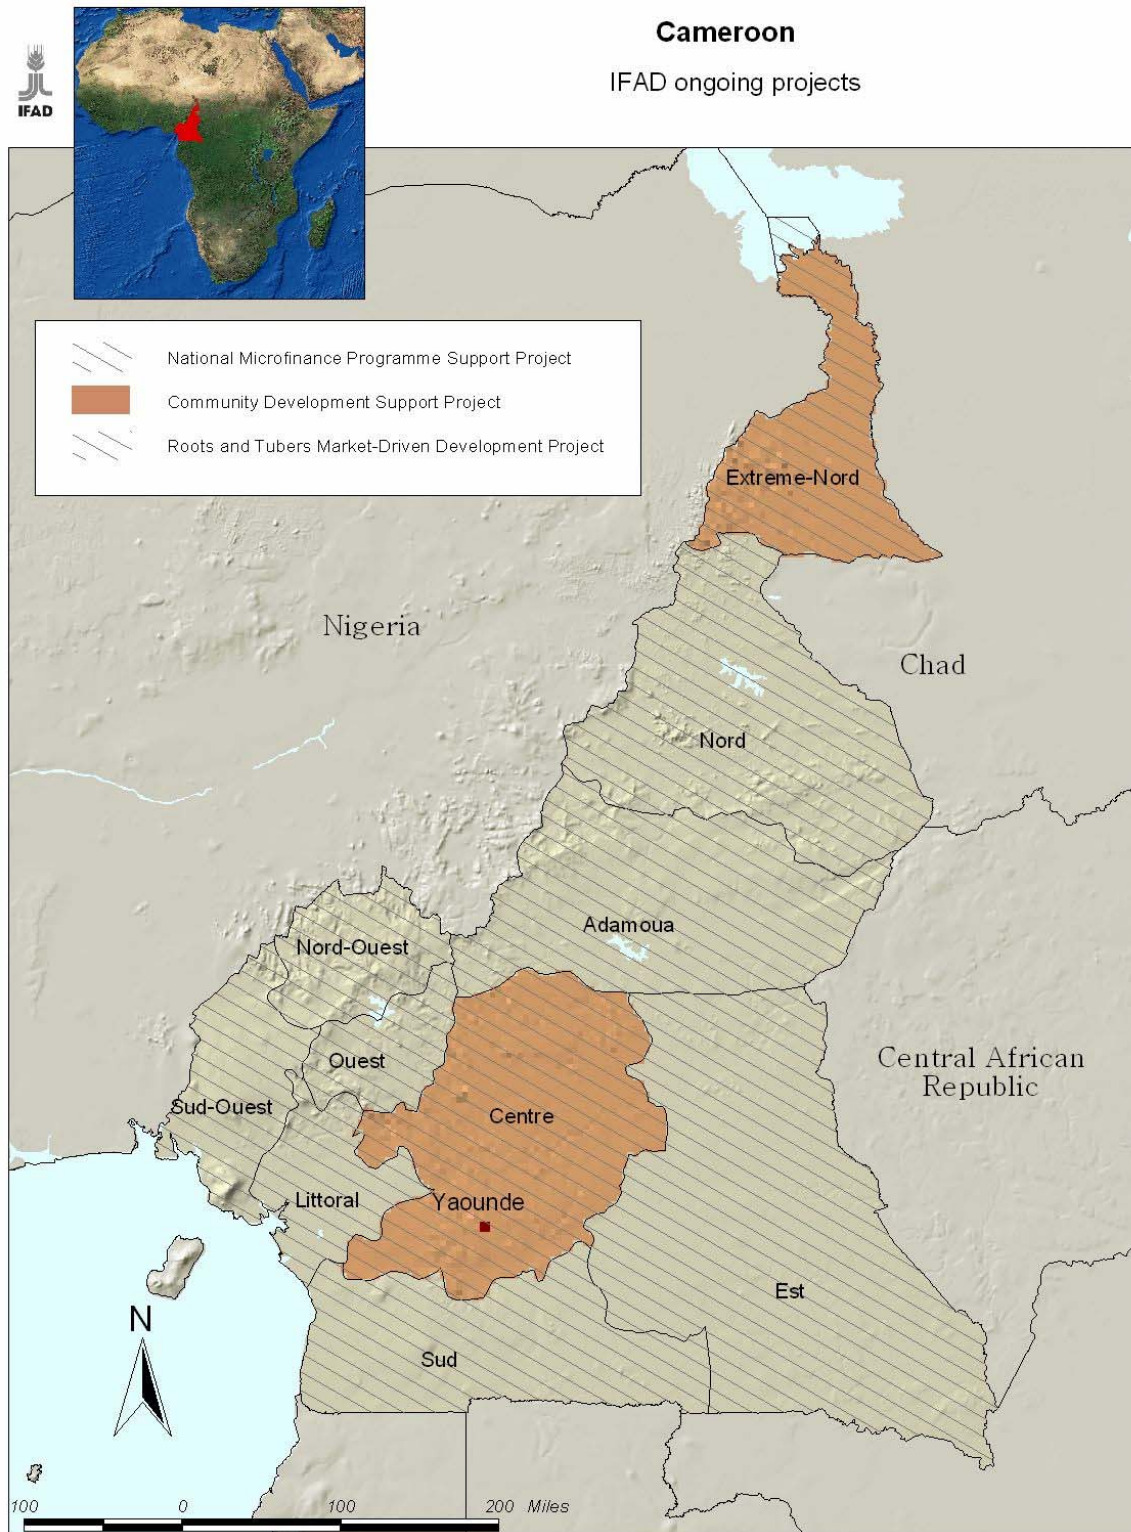 Cameroon
IFAD ongoing projects
IFAD
National Microfinance Programme Support Project
Community Development Support Project
Roots and Tubers Market-Driven Development Project
Extreme-Nord
Nigeria
Chad
Nord
Adamoua
Nord-Ouest
Ouest
Central African
Republic
Sud-Ouest
Centre
Littoral
Yaounde
Est
N
Sud
100 0 100 200 Miles